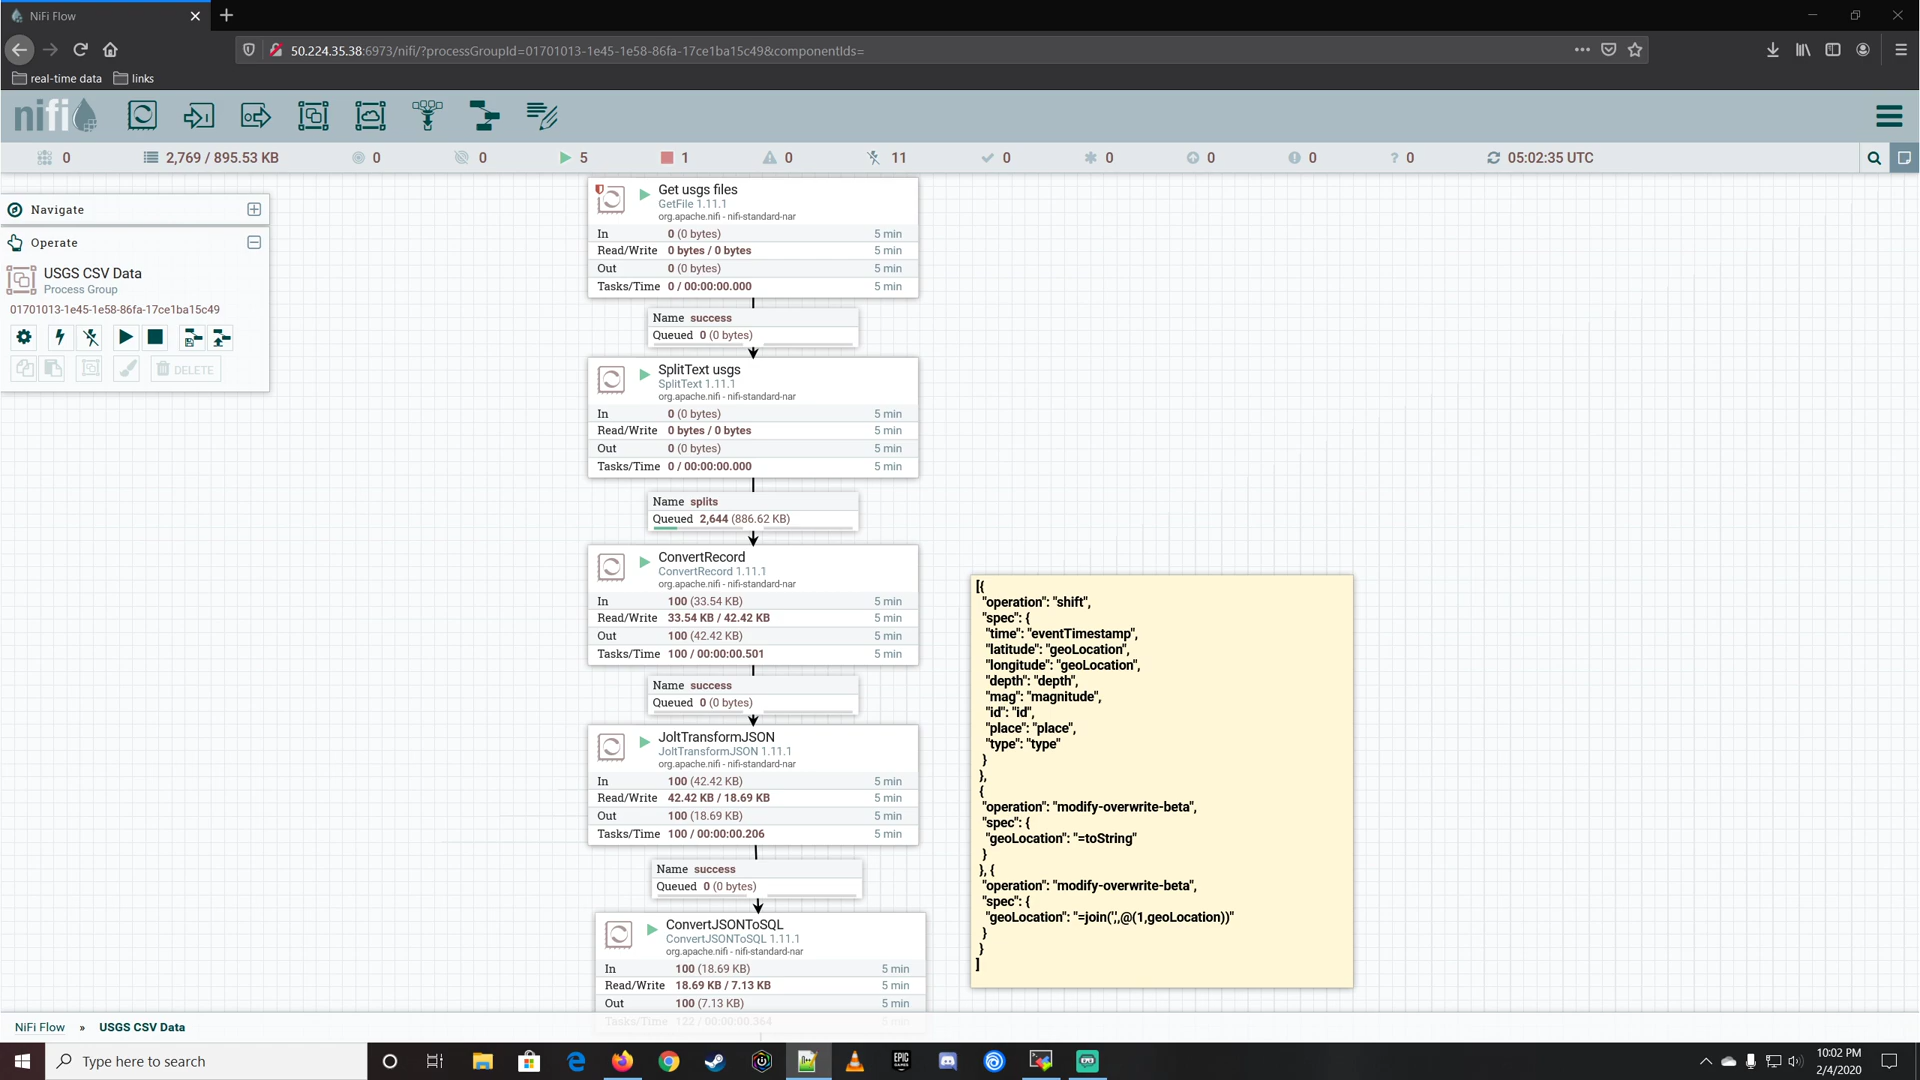 NiFi Flow
50.224.35.38:6973/nifi/?processGroupId=01701013-1e45-1e58-86fa-17ce1ba15c49&componentIds=
real-time data links
nifi
0 2,769 / 895.53 KB 0 0 5 1 0 11 0 0 0 0 ? 0 05:02:35 UTC
Navigate
Operate
USGS CSV Data
Process Group
01701013-1e45-1e58-86fa-17ce1ba15c49
DELETE
Get usgs files
GetFile 1.11.1
org.apache.nifi - nifi-standard-nar
In 0 (0 bytes) 5 min
Read/Write 0 bytes / 0 bytes 5 min
Out 0 (0 bytes) 5 min
Tasks/Time 0 / 00:00:00.000 5 min
Name success
Queued 0 (0 bytes)
SplitText usgs
SplitText 1.11.1
org.apache.nifi - nifi-standard-nar
In 0 (0 bytes) 5 min
Read/Write 0 bytes / 0 bytes 5 min
Out 0 (0 bytes) 5 min
Tasks/Time 0 / 00:00:00.000 5 min
Name splits
Queued 2,644 (886.62 KB)
ConvertRecord
ConvertRecord 1.11.1
org.apache.nifi - nifi-standard-nar
In 100 (33.54 KB) 5 min
Read/Write 33.54 KB / 42.42 KB 5 min
Out 100 (42.42 KB) 5 min
Tasks/Time 100 / 00:00:00.501 5 min
Name success
Queued 0 (0 bytes)
JoltTransformJSON
JoltTransformJSON 1.11.1
org.apache.nifi - nifi-standard-nar
In 100 (42.42 KB) 5 min
Read/Write 42.42 KB / 18.69 KB 5 min
Out 100 (18.69 KB) 5 min
Tasks/Time 100 / 00:00:00.206 5 min
Name success
Queued 0 (0 bytes)
ConvertJSONToSQL
ConvertJSONToSQL 1.11.1
org.apache.nifi - nifi-standard-nar
In 100 (18.69 KB) 5 min
Read/Write 18.69 KB / 7.13 KB 5 min
Out 100 (7.13 KB) 5 min
Tasks/Time 122 / 00:00:00.364 5 min
[{
"operation": "shift",
"spec": {
"time": "eventTimestamp",
"latitude": "geoLocation",
"longitude": "geoLocation",
"depth": "depth",
"mag": "magnitude",
"id": "id",
"place": "place",
"type": "type"
}
},
{
"operation": "modify-overwrite-beta",
"spec": {
"geoLocation": "=toString"
}
}, {
"operation": "modify-overwrite-beta",
"spec": {
"geoLocation": "=join(',',@(1,geoLocation))"
}
}
]
NiFi Flow » USGS CSV Data
Type here to search
EPIC GAMES
10:02 PM
2/4/2020